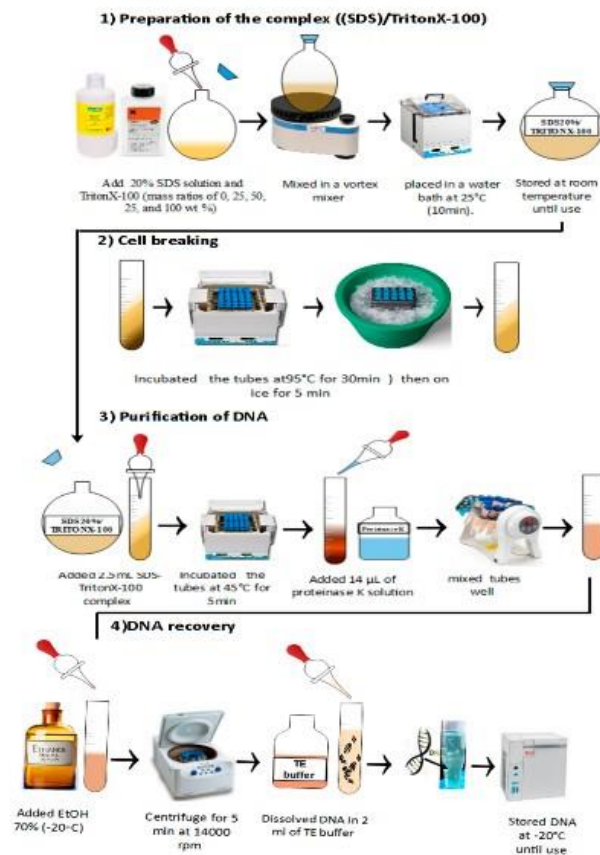 1) Preparation of the complex ((SDS)/TritonX-100)
SDS20%/
TRITONX-100
Add 20% SDS solution and
TritonX-100 (mass ratios of 0, 25, 50,
25, and 100 wt %)
Mixed in a vortex
mixer
placed in a water
bath at 25°C
(10min).
Stored at room
temperature
until use
2) Cell breaking
Incubated the tubes at95°C for 30min ) then on
ice for 5 min
3) Purification of DNA
SDS20%/
TRITONX-100
Proteinase K
Added 2.5mL SDS-
TritonX-100
complex
Incubated the
tubes at 45°C for
5min
Added 14 µL of
proteinase K solution
mixed tubes
well
4)DNA recovery
ETHANOL
TE
buffer
Added EtOH
70% (-20◦C)
Centrifuge for 5
min at 14000
rpm
Dissolved DNA in 2
ml of TE buffer
Stored DNA
at -20°C
until use